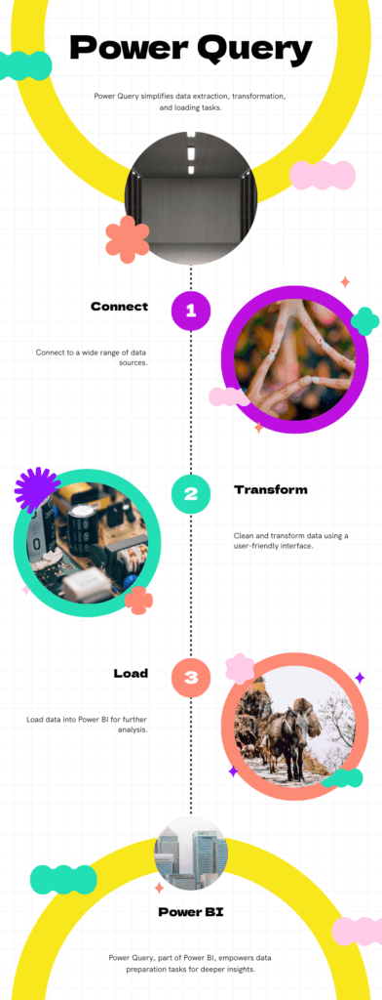 Power Query
Power Query simplifies data extraction, transformation,
and loading tasks.
Connect
1
Connect to a wide range of data
sources.
2
Transform
Clean and transform data using a
user-friendly interface.
Load
3
Load data into Power BI for further
analysis.
Power BI
Power Query, part of Power BI, empowers data
preparation tasks for deeper insights.